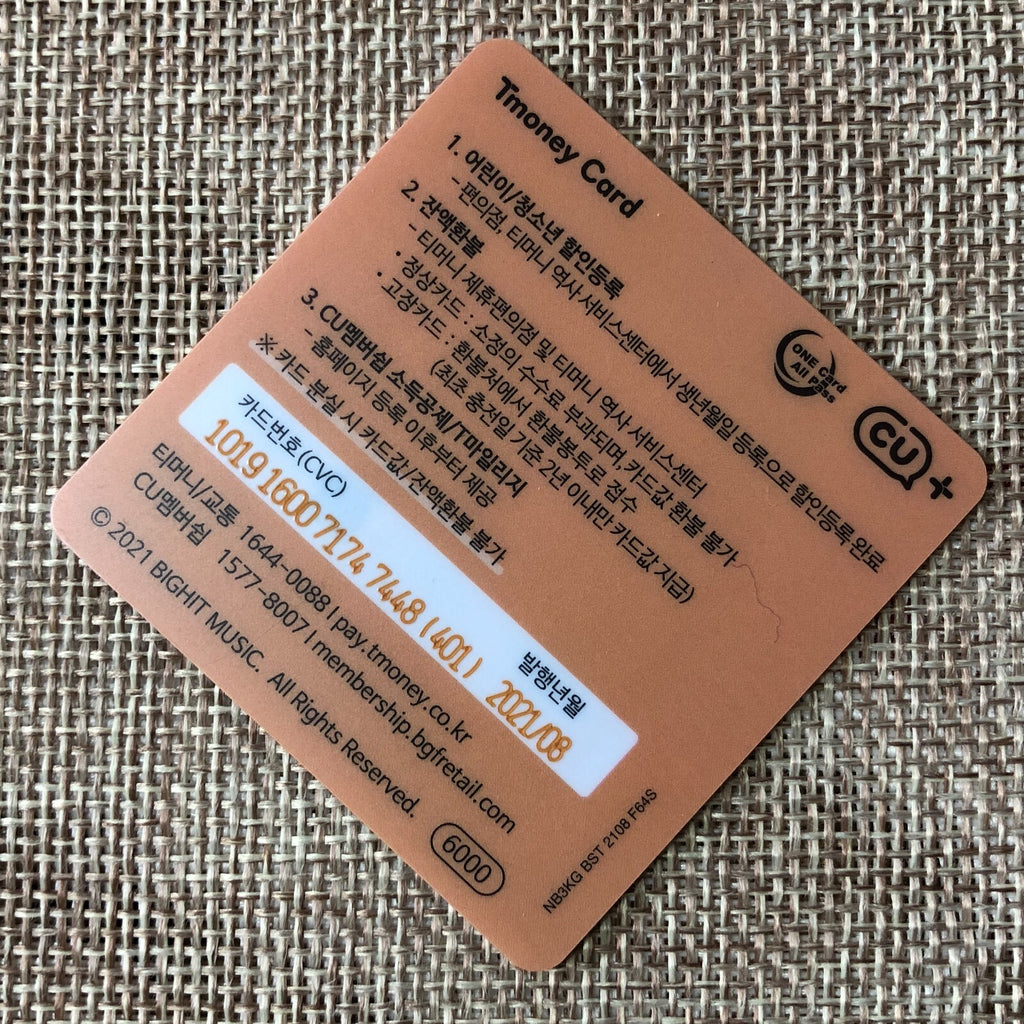 Tmoney Card
1. 어린이/청소년 할인등록
- 편의점, 티머니 역사 서비스센터에서 생년월일 등록으로 할인등록 완료
2. 잔액환불
- 티머니 제휴편의점 및 티머니 역사 서비스센터
· 정상카드 : 소정의 수수료 부과되며, 카드값 환불 불가
· 고장카드 : 환불처에서 환불봉투로 접수
(최초 충전일 기준 2년 이내만 카드값 지급)
3. CU멤버쉽 소득공제/T마일리지
- 홈페이지 등록 이후부터 제공
※ 카드 분실 시 카드값/잔액환불 불가
카드번호(CVC) 발행년월
1019 1600 7174 7448 (401) 2021/08
티머니/교통 1644-0088 | pay.tmoney.co.kr
CU멤버쉽 1577-8007 | membership.bgfretail.com
© 2021 BIGHIT MUSIC. All Rights Reserved.
6000
ONE Card
All Pass
CU
NB3KG BST 2108 F64S